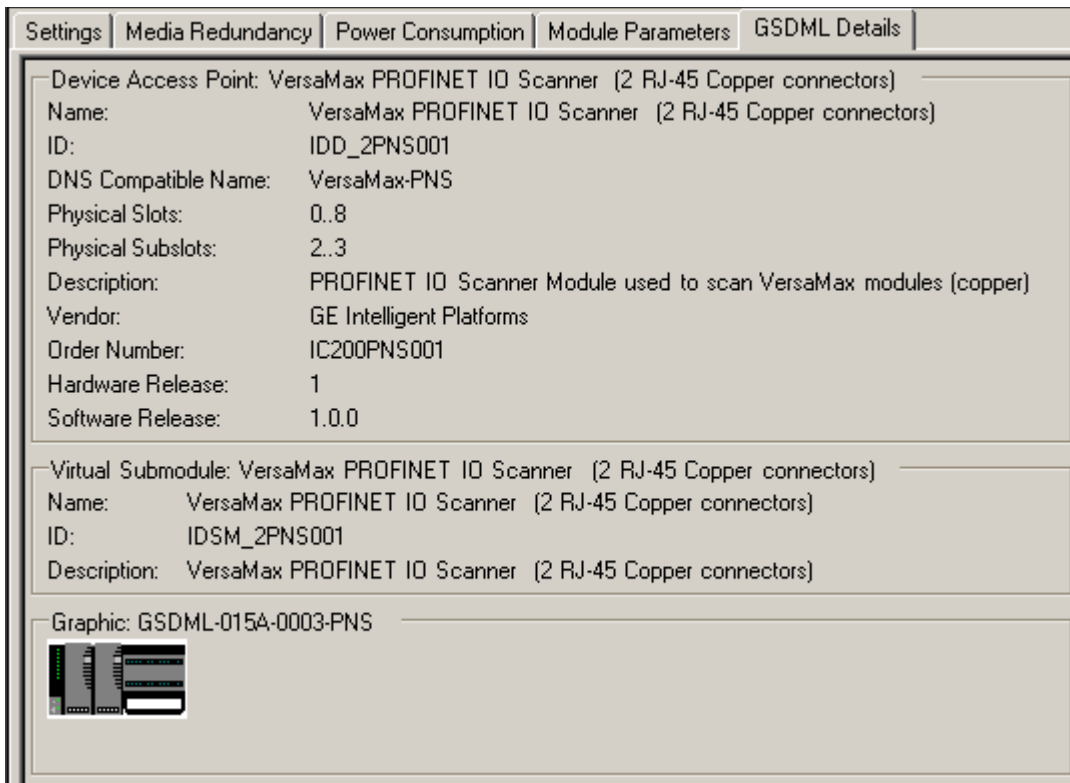 Settings Media Redundancy Power Consumption Module Parameters GSDML Details
Device Access Point: VersaMax PROFINET IO Scanner (2 RJ-45 Copper connectors)
Name: VersaMax PROFINET IO Scanner (2 RJ-45 Copper connectors)
ID: IDD_2PNS001
DNS Compatible Name: VersaMax-PNS
Physical Slots: 0..8
Physical Subslots: 2..3
Description: PROFINET IO Scanner Module used to scan VersaMax modules (copper)
Vendor: GE Intelligent Platforms
Order Number: IC200PNS001
Hardware Release: 1
Software Release: 1.0.0
Virtual Submodule: VersaMax PROFINET IO Scanner (2 RJ-45 Copper connectors)
Name: VersaMax PROFINET IO Scanner (2 RJ-45 Copper connectors)
ID: IDSM_2PNS001
Description: VersaMax PROFINET IO Scanner (2 RJ-45 Copper connectors)
Graphic: GSDML-015A-0003-PNS